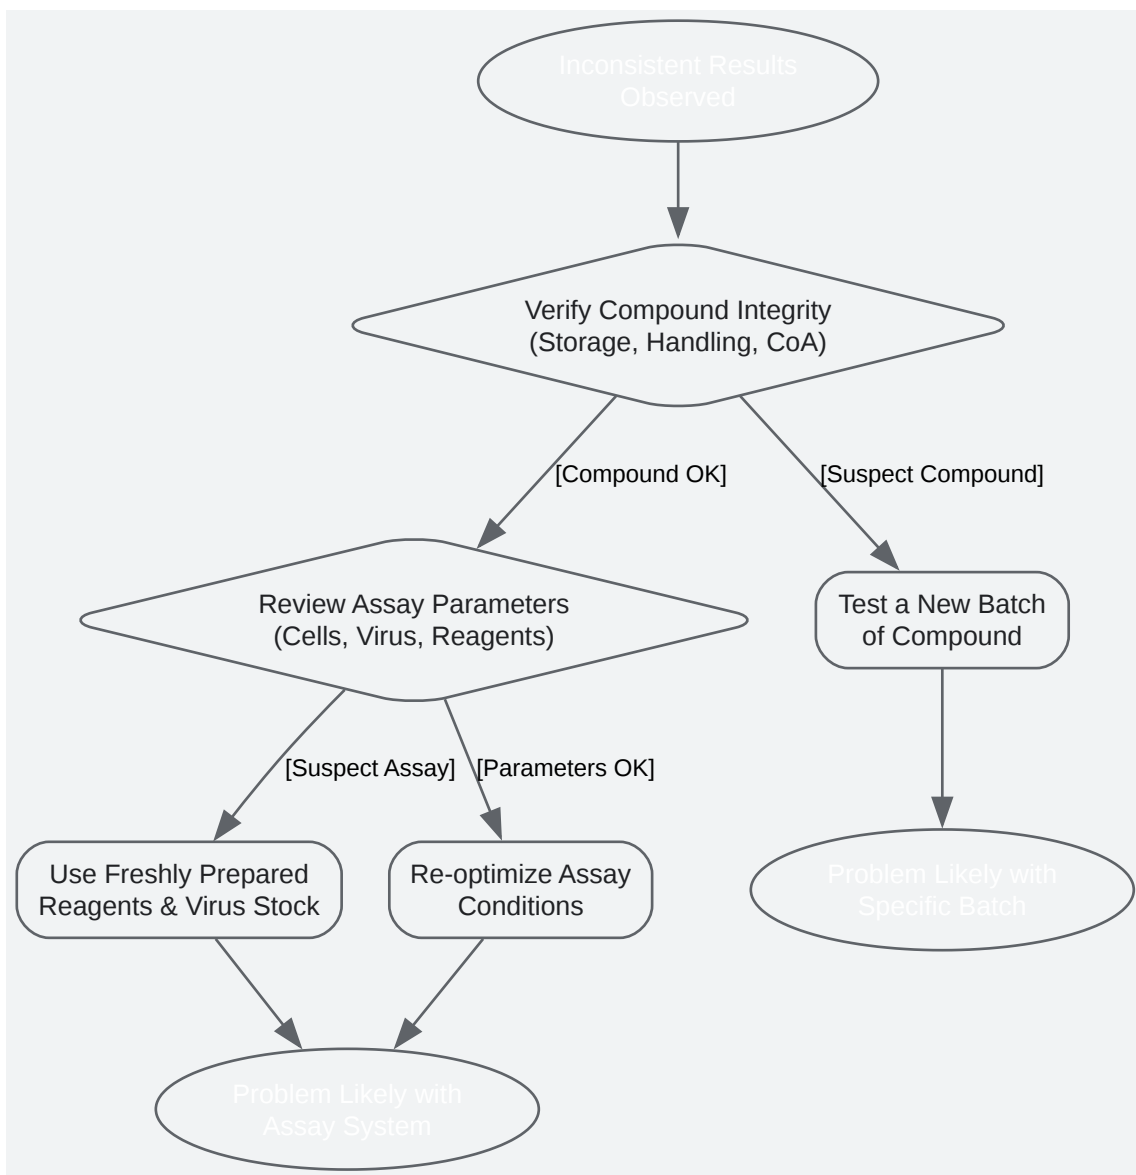 Inconsistent Results
Observed
Verify Compound Integrity
(Storage, Handling, CoA)
[Compound OK]
[Suspect Compound]
Review Assay Parameters
(Cells, Virus, Reagents)
Test a New Batch
of Compound
[Suspect Assay]
[Parameters OK]
Use Freshly Prepared
Reagents & Virus Stock
Re-optimize Assay
Conditions
Problem Likely with
Specific Batch
Problem Likely with
Assay System